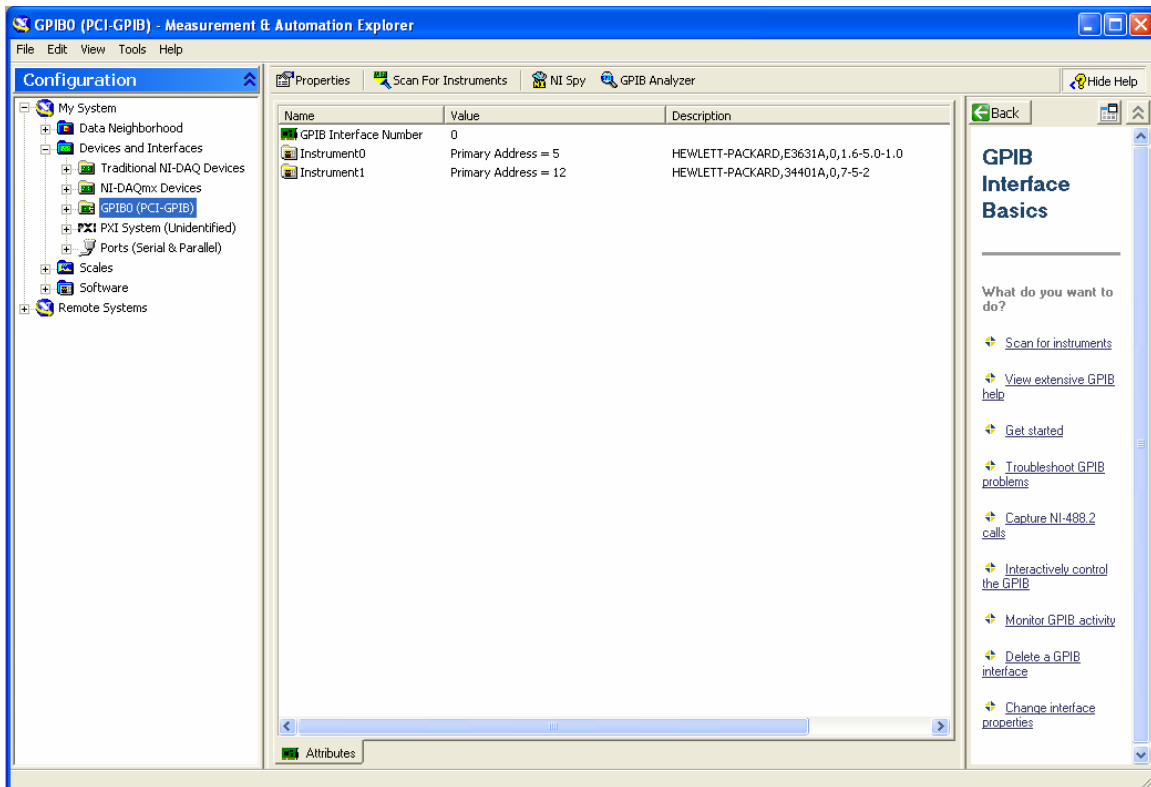 GPIB0 (PCI-GPIB) - Measurement & Automation Explorer
File Edit View Tools Help
Configuration
My System
Data Neighborhood
Devices and Interfaces
Traditional NI-DAQ Devices
NI-DAQmx Devices
GPIB0 (PCI-GPIB)
PXI PXI System (Unidentified)
Ports (Serial & Parallel)
Scales
Software
Remote Systems
Properties Scan For Instruments NI Spy GPIB Analyzer Hide Help
Name Value Description
GPIB Interface Number 0
Instrument0 Primary Address = 5 HEWLETT-PACKARD,E3631A,0,1.6-5.0-1.0
Instrument1 Primary Address = 12 HEWLETT-PACKARD,34401A,0,7-5-2
Attributes
Back
GPIB
Interface
Basics
What do you want to
do?
Scan for instruments
View extensive GPIB
help
Get started
Troubleshoot GPIB
problems
Capture NI-488.2
calls
Interactively control
the GPIB
Monitor GPIB activity
Delete a GPIB
interface
Change interface
properties